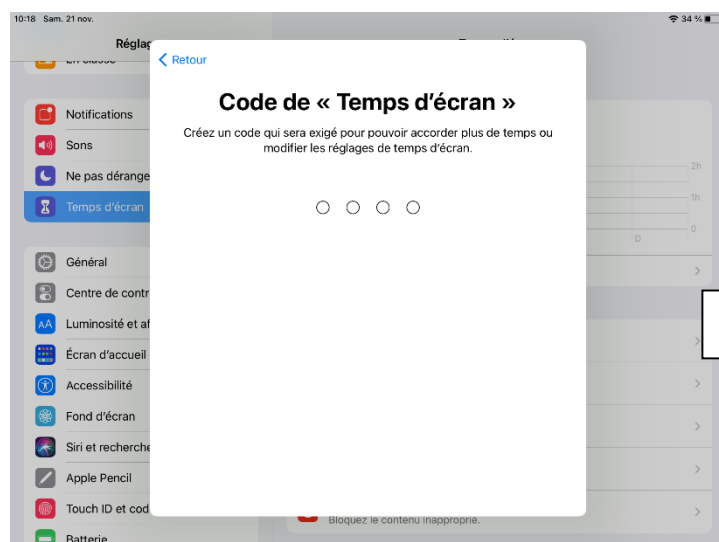 10:18 Sam. 21 nov.
34 %
Réglag
Retour
Code de « Temps d'écran »
Créez un code qui sera exigé pour pouvoir accorder plus de temps ou
modifier les réglages de temps d'écran.
Notifications
Sons
Ne pas dérange
Temps d'écran
Général
Centre de contr
Luminosité et af
Écran d'accueil
Accessibilité
Fond d'écran
Siri et recherche
Apple Pencil
Touch ID et cod
Batterie
2h
1h
0
D
AA
Bloquez le contenu inapproprié.